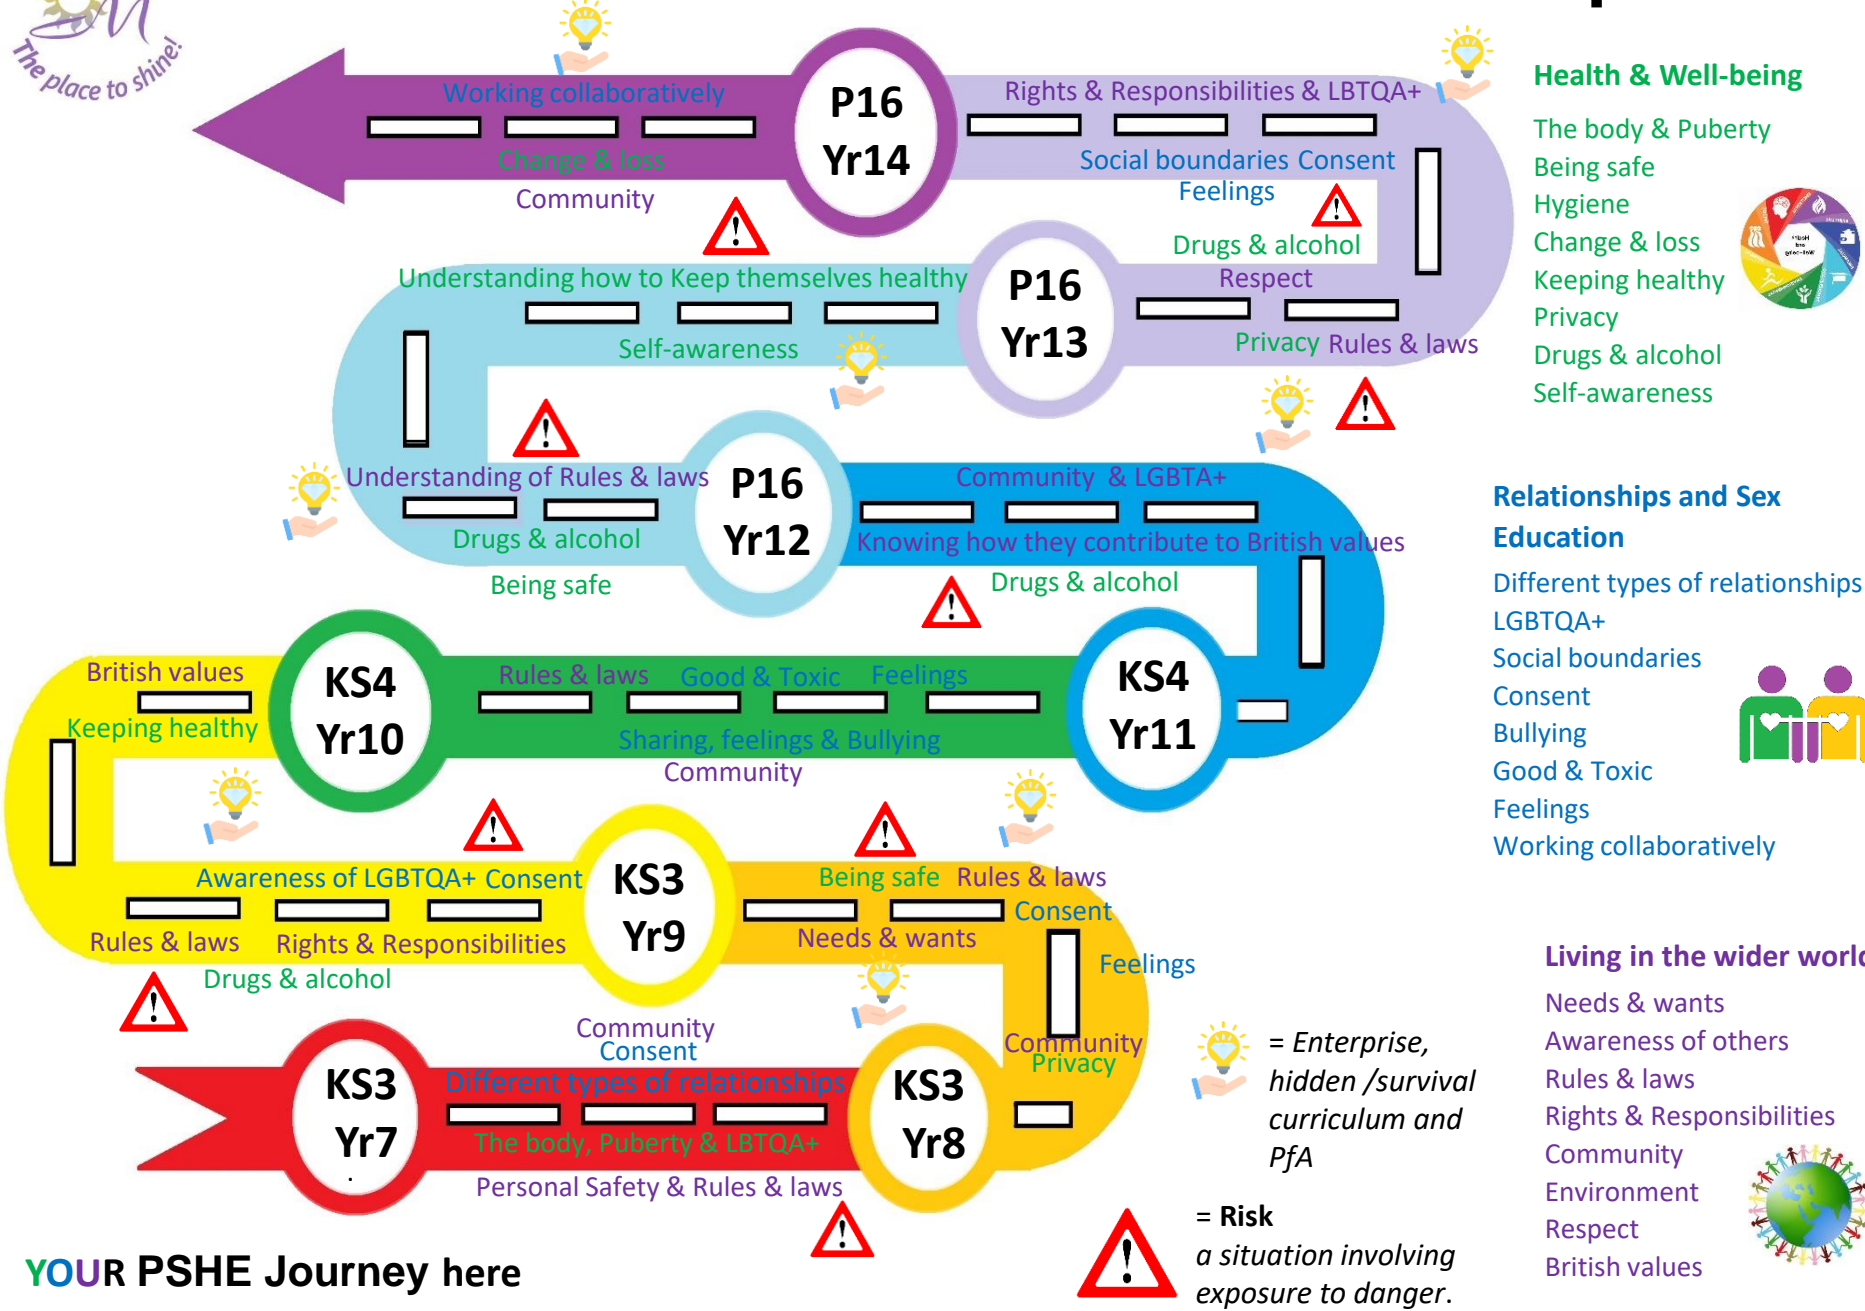 The place to shine!
Working collaboratively
Change & loss
Community
P16
Yr14
Rights & Responsibilities & LBTQA+
Social boundaries Consent
Feelings
Drugs & alcohol
Respect
Privacy Rules & laws
P16
Yr13
Understanding how to Keep themselves healthy
Self-awareness
Understanding of Rules & laws
Drugs & alcohol
Being safe
P16
Yr12
Community & LGBTA+
Knowing how they contribute to British values
Drugs & alcohol
KS4
Yr11
Rules & laws Good & Toxic Feelings
Sharing, feelings & Bullying
Community
KS4
Yr10
British values
Keeping healthy
Awareness of LGBTQA+ Consent
Rules & laws Rights & Responsibilities
Drugs & alcohol
KS3
Yr9
Being safe Rules & laws
Consent
Needs & wants
Feelings
Community
Privacy
KS3
Yr8
Community
Consent
Different types of relationships
The body, Puberty & LBTQA+
Personal Safety & Rules & laws
KS3
Yr7
.
YOUR PSHE Journey here
= Enterprise,
hidden /survival
curriculum and
PfA
= Risk
a situation involving
exposure to danger.
Health & Well-being
The body & Puberty
Being safe
Hygiene
Change & loss
Keeping healthy
Privacy
Drugs & alcohol
Self-awareness
Relationships and Sex
Education
Different types of relationships
LGBTQA+
Social boundaries
Consent
Bullying
Good & Toxic
Feelings
Working collaboratively
Living in the wider world
Needs & wants
Awareness of others
Rules & laws
Rights & Responsibilities
Community
Environment
Respect
British values